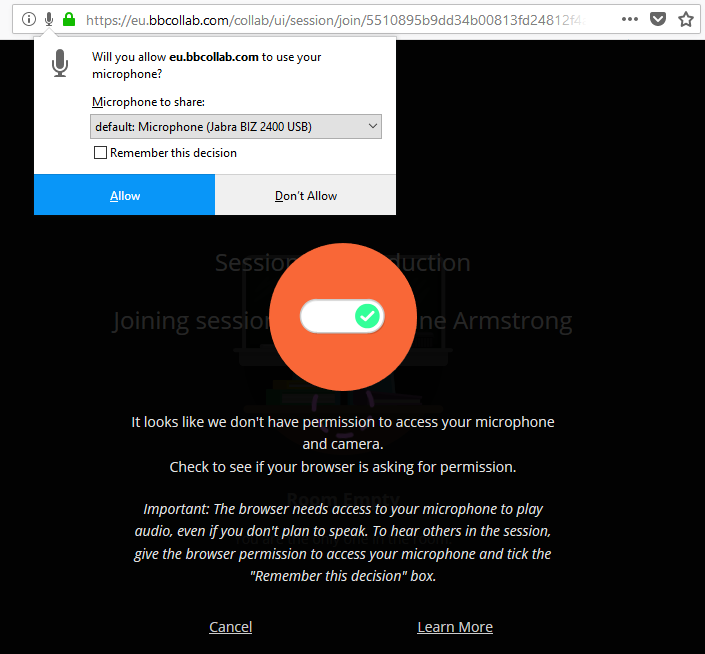 https://eu.bbcollab.com/collab/ui/session/join/5510895b9dd34b00813fd24812f4
Will you allow eu.bbcollab.com to use your
microphone?
Microphone to share:
default: Microphone (Jabra BIZ 2400 USB)
Remember this decision
Allow
Don't Allow
Session
duction
Joining session
ne Armstrong
It looks like we don't have permission to access your microphone
and camera.
Check to see if your browser is asking for permission.
Room Empty
Important: The browser needs access to your microphone to play
audio, even if you don't plan to speak. To hear others in the session,
give the browser permission to access your microphone and tick the
"Remember this decision" box.
Cancel
Learn More